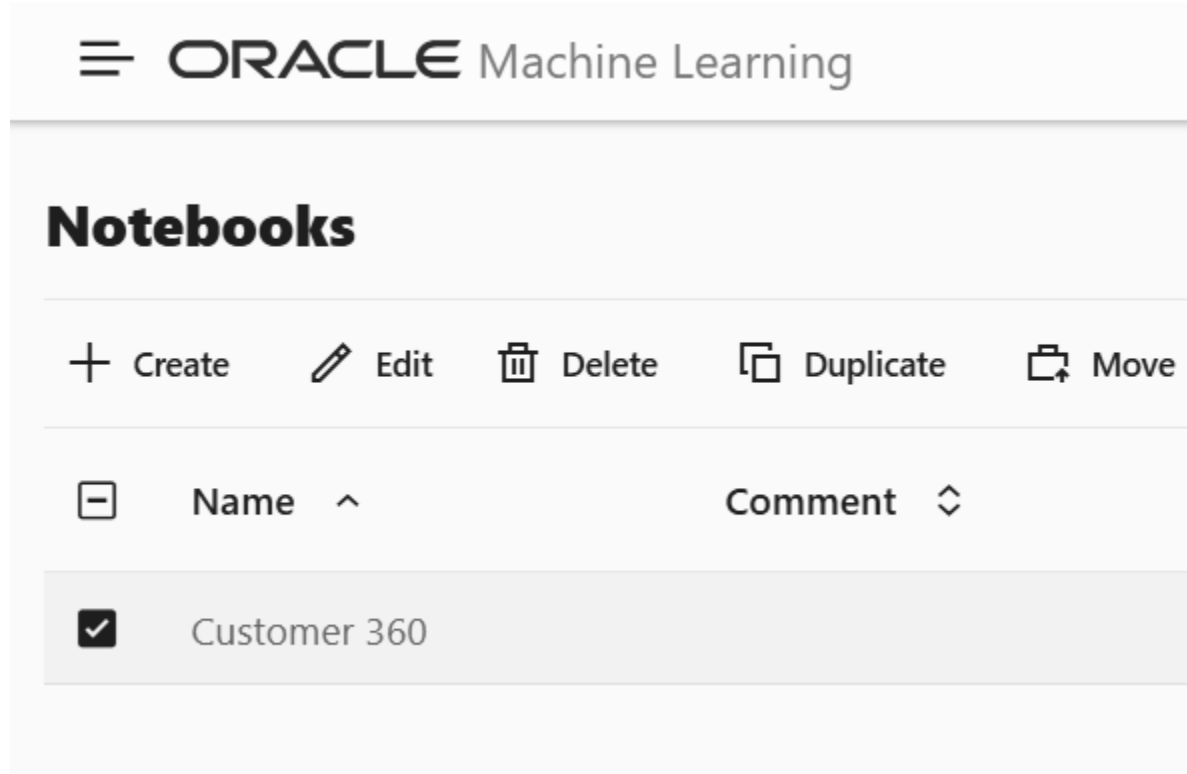 ORACLE Machine Learning
Notebooks
Create Edit Delete Duplicate Move
Name Comment
Customer 360